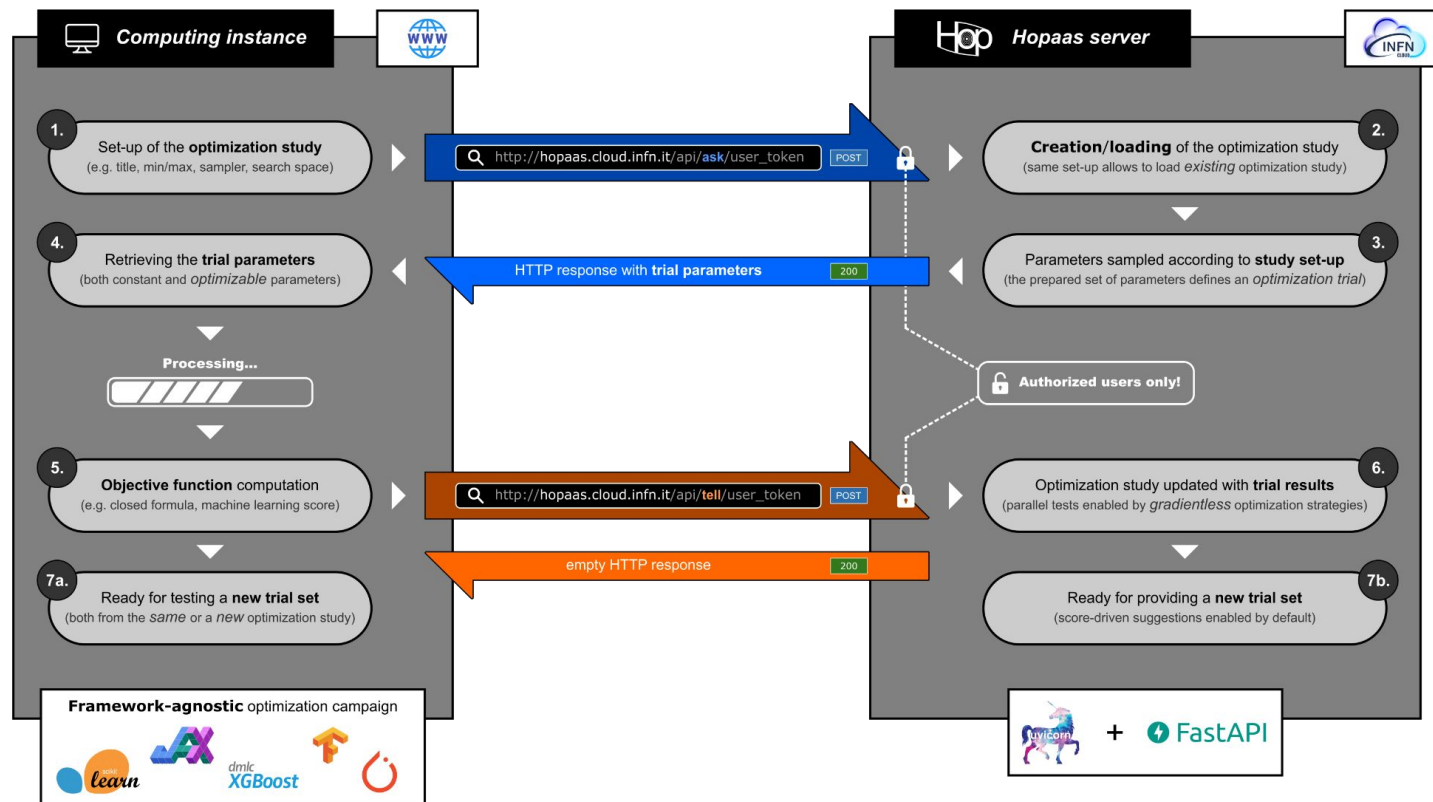 Computing instance
WWW
Hop Hopaas server
INFN
CLOUD
1.
Set-up of the optimization study
(e.g. title, min/max, sampler, search space)
http://hopaas.cloud.infn.it/api/ask/user_token
POST
2.
Creation/loading of the optimization study
(same set-up allows to load existing optimization study)
4.
Retrieving the trial parameters
(both constant and optimizable parameters)
HTTP response with trial parameters
200
3.
Parameters sampled according to study set-up
(the prepared set of parameters defines an optimization trial)
Processing...
Authorized users only!
5.
Objective function computation
(e.g. closed formula, machine learning score)
http://hopaas.cloud.infn.it/api/tell/user_token
POST
6.
Optimization study updated with trial results
(parallel tests enabled by gradientless optimization strategies)
empty HTTP response
200
7a.
Ready for testing a new trial set
(both from the same or a new optimization study)
7b.
Ready for providing a new trial set
(score-driven suggestions enabled by default)
Framework-agnostic optimization campaign
scikit
learn
JAX
dmlc
XGBoost
uvicorn
+
FastAPI